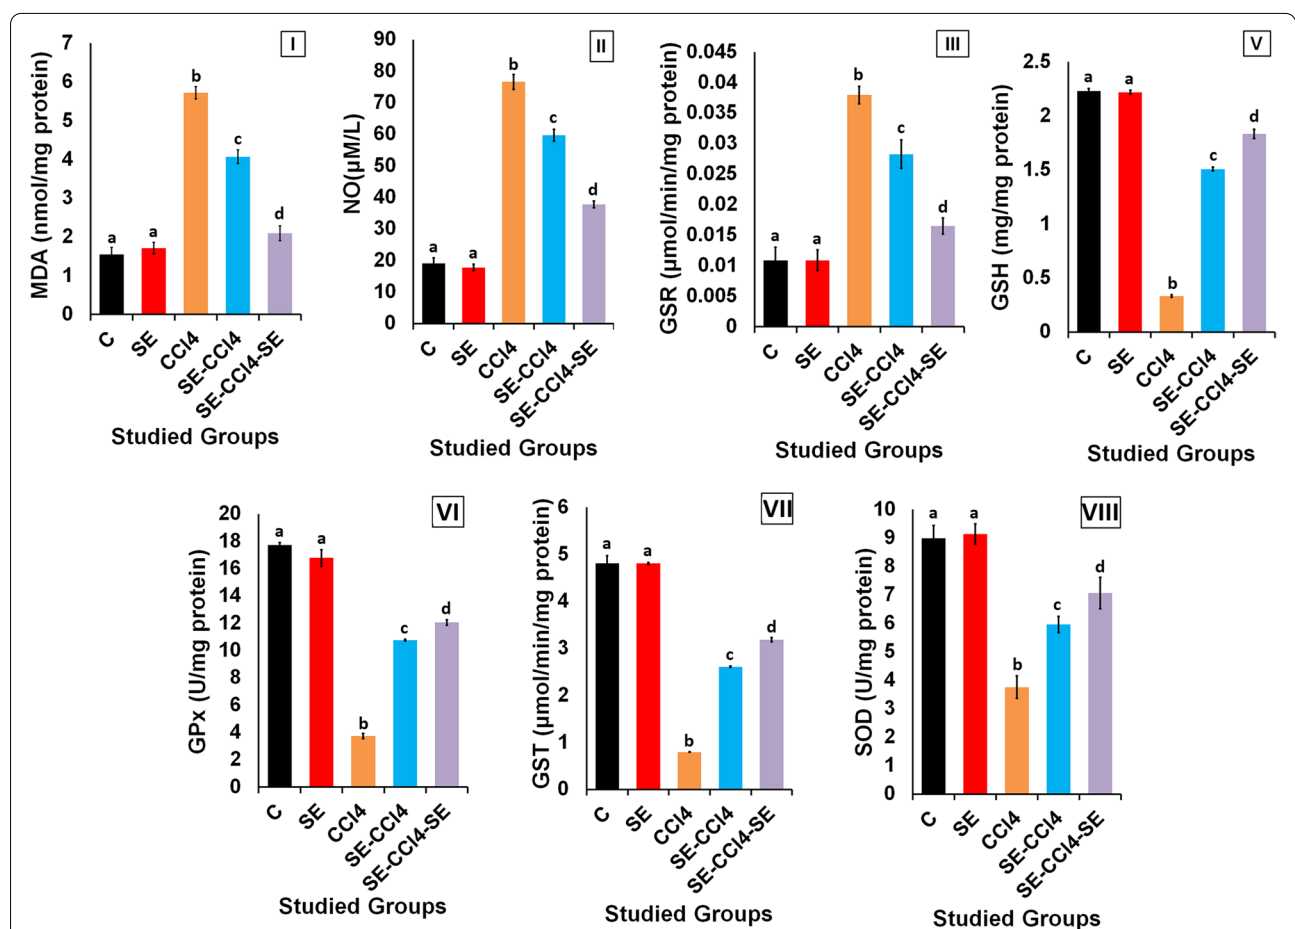 I
MDA (nmol/mg protein)
7
6
5
4
3
2
1
0
a
a
b
c
d
C
SE
CCl4
SE-CCl4
SE-CCl4-SE
Studied Groups
II
NO(µM/L)
90
80
70
60
50
40
30
20
10
0
a
a
b
c
d
C
SE
CCl4
SE-CCl4
SE-CCl4-SE
Studied Groups
III
GSR (µmol/min/mg protein)
0.045
0.04
0.035
0.03
0.025
0.02
0.015
0.01
0.005
0
a
a
b
c
d
C
SE
CCl4
SE-CCl4
SE-CCl4-SE
Studied Groups
V
GSH (mg/mg protein)
2.5
2
1.5
1
0.5
0
a
a
b
c
d
C
SE
CCl4
SE-CCl4
SE-CCl4-SE
Studied Groups
VI
GPx (U/mg protein)
20
18
16
14
12
10
8
6
4
2
0
a
a
b
c
d
C
SE
CCl4
SE-CCl4
SE-CCl4-SE
Studied Groups
VII
GST (µmol/min/mg protein)
6
5
4
3
2
1
0
a
a
b
c
d
C
SE
CCl4
SE-CCl4
SE-CCl4-SE
Studied Groups
VIII
SOD (U/mg protein)
10
9
8
7
6
5
4
3
2
1
0
a
a
b
c
d
C
SE
CCl4
SE-CCl4
SE-CCl4-SE
Studied Groups